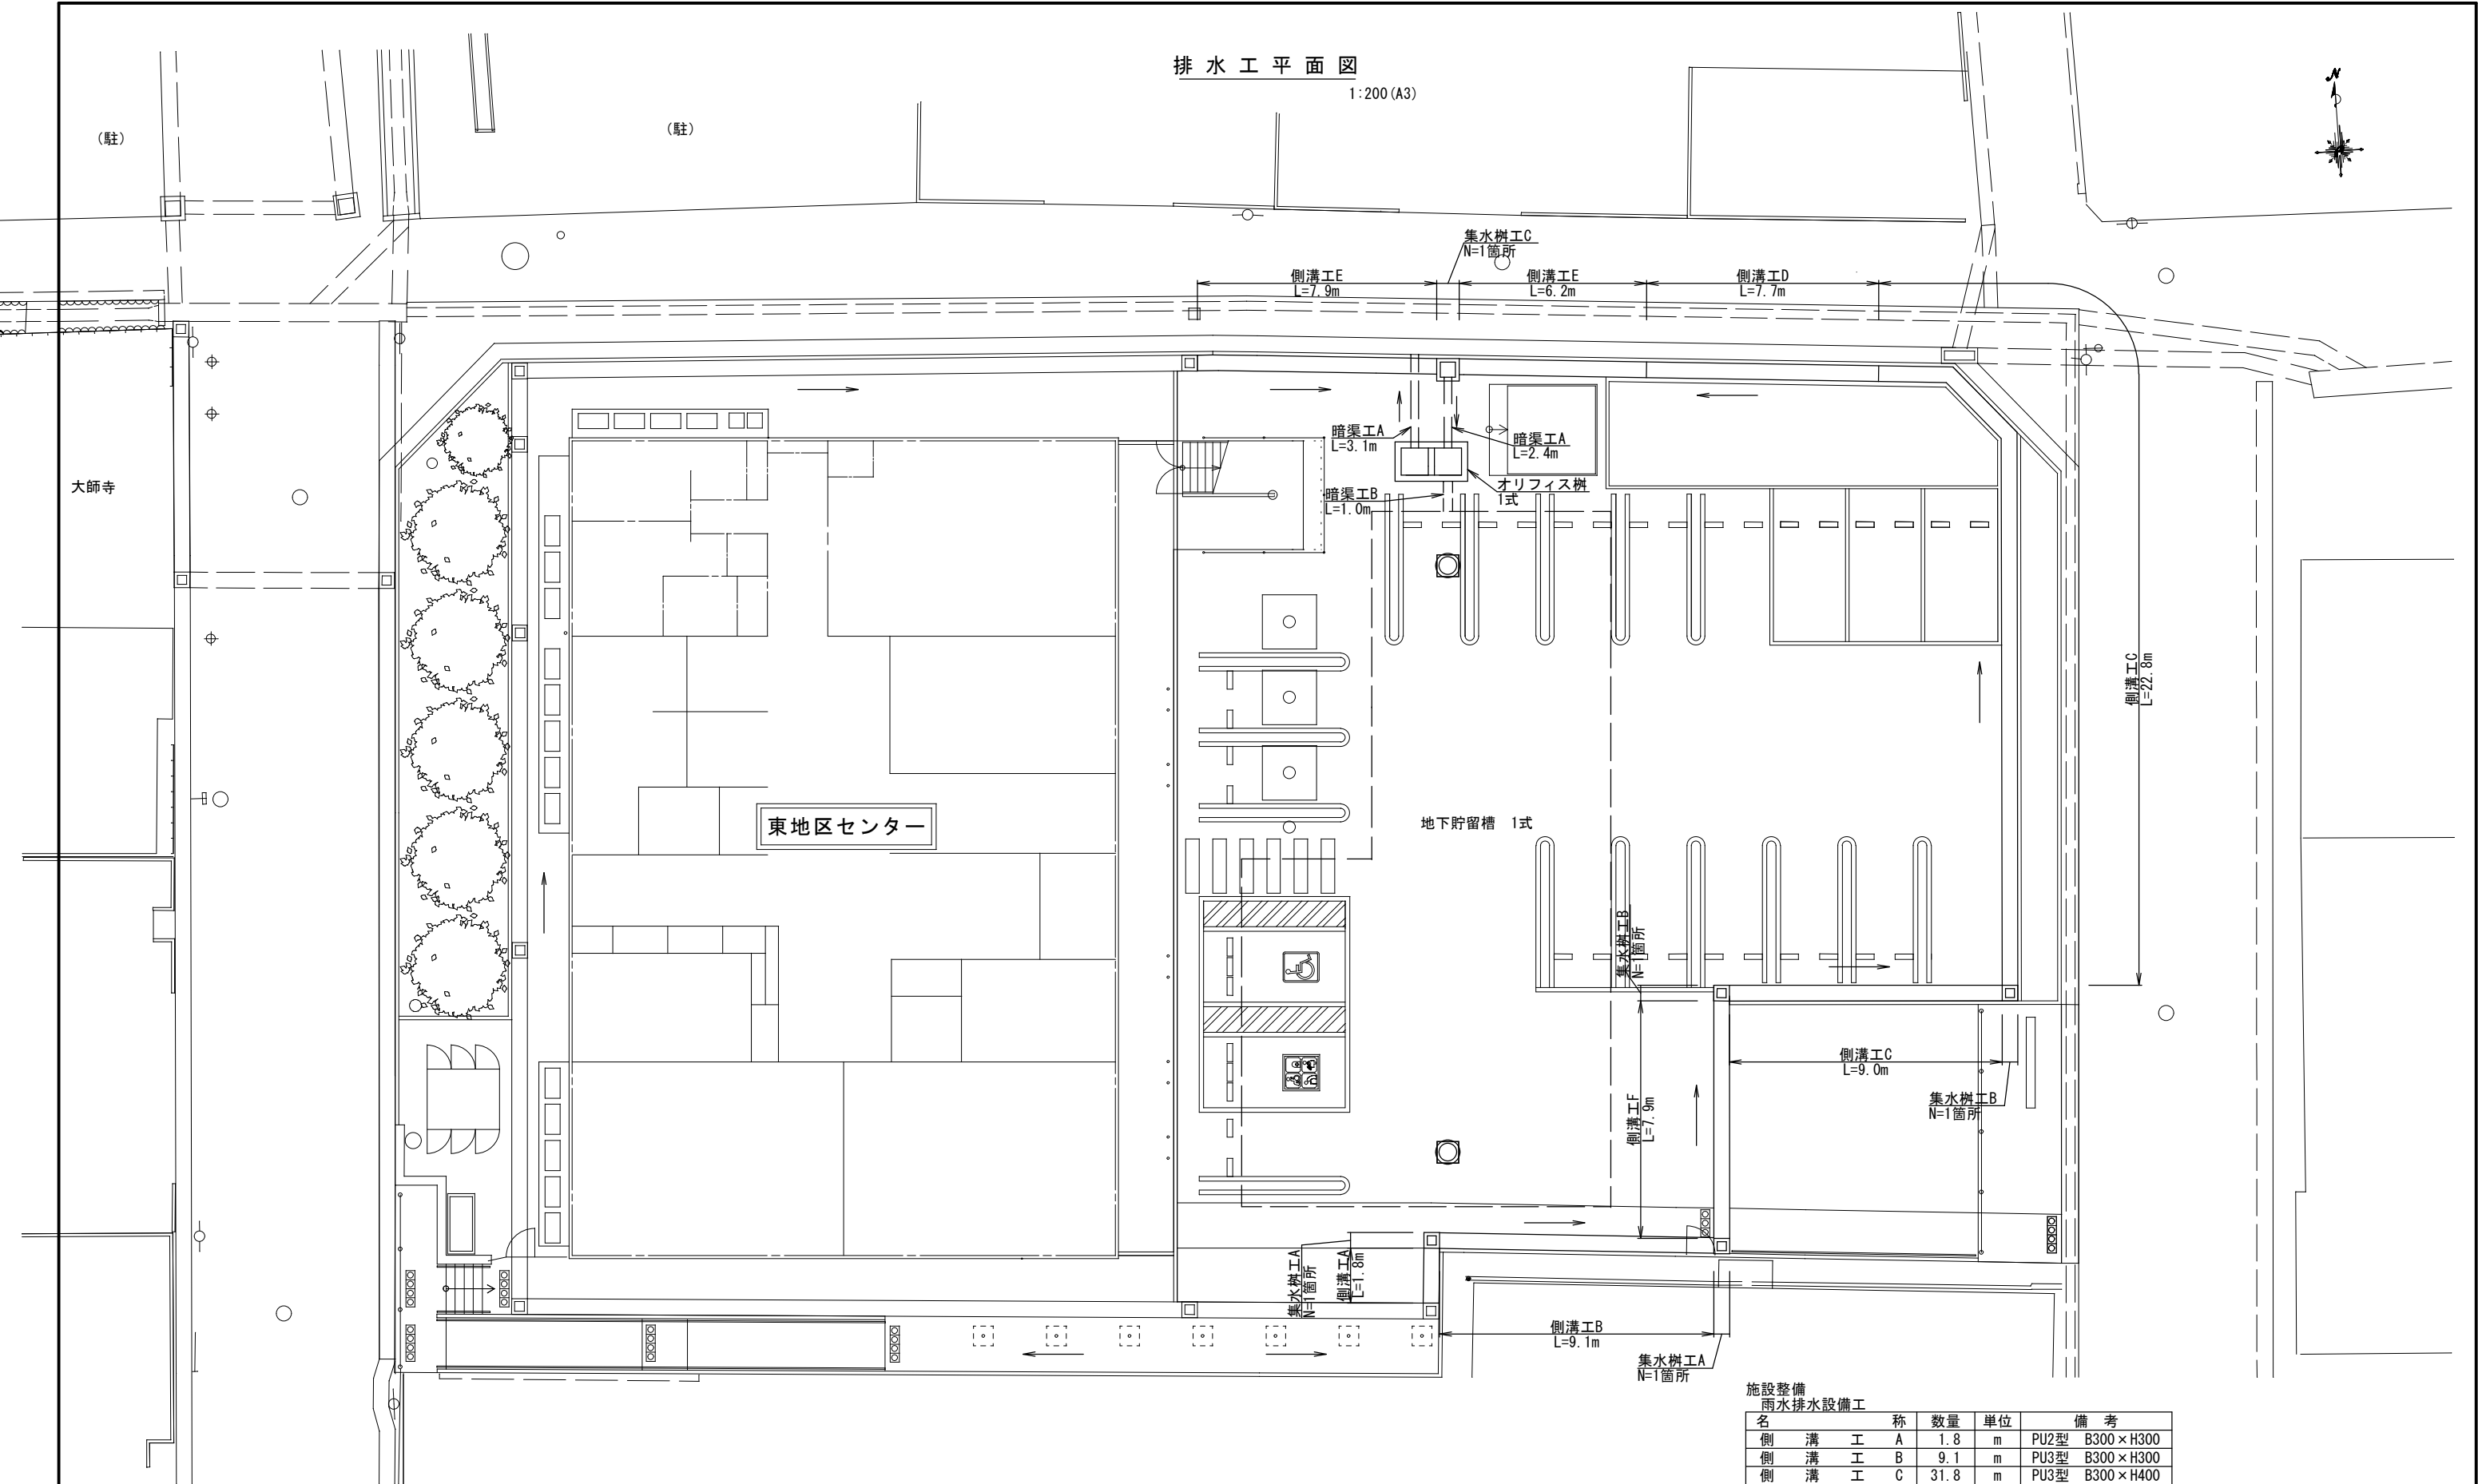 排水工平面図
1:200(A3)
N
(駐)
(駐)
集水桝工C
N=1箇所
側溝工E
L=7.9m
側溝工E
L=6.2m
側溝工D
L=7.7m
暗渠工A
L=3.1m
暗渠工A
L=2.4m
オリフィス桝
1式
暗渠工B
L=1.0m
大師寺
側溝工C
L=22.8m
東地区センター
地下貯留槽 1式
集水桝工B
N=1箇所
側溝工C
L=9.0m
集水桝工B
N=1箇所
側溝工F
L=7.9m
集水桝工A
N=1箇所
側溝工A
L=1.8m
側溝工B
L=9.1m
集水桝工A
N=1箇所
施設整備
雨水排水設備工
名称 数量 単位 備考
側溝工A 1.8 m PU2型 B300×H300
側溝工B 9.1 m PU3型 B300×H300
側溝工C 31.8 m PU3型 B300×H400